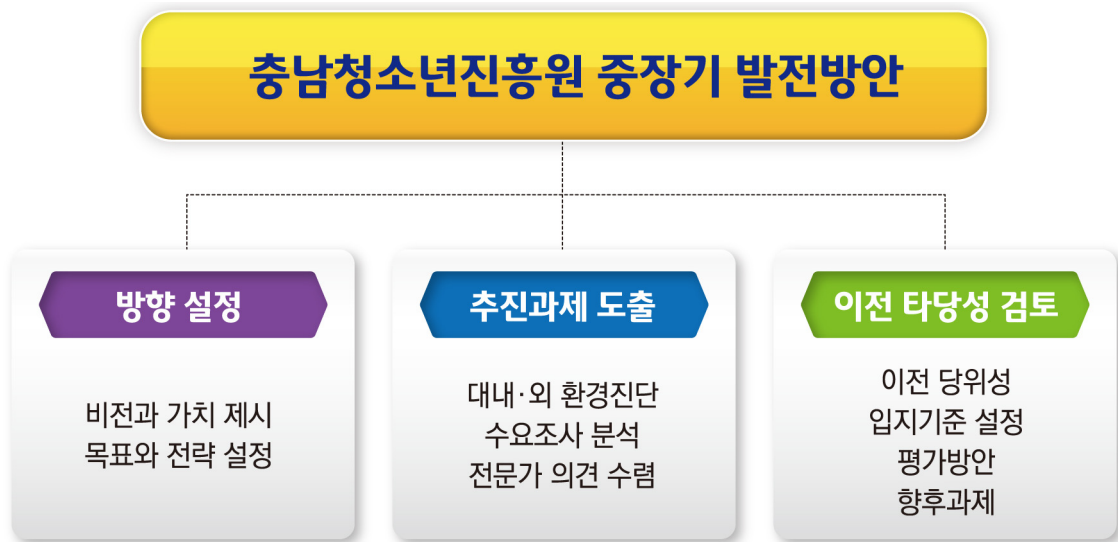 충남청소년진흥원 중장기 발전방안
방향 설정
비전과 가치 제시
목표와 전략 설정
추진과제 도출
대내·외 환경진단
수요조사 분석
전문가 의견 수렴
이전 타당성 검토
이전 당위성
입지기준 설정
평가방안
향후과제